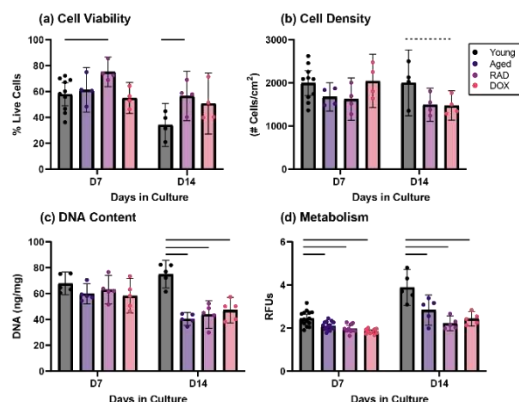 (a) Cell Viability
% Live Cells
100
80
60
40
20
0
D7
D14
Days in Culture
(b) Cell Density
(# Cells/cm²)
3000
2000
1000
0
D7
D14
Days in Culture
Young
Aged
RAD
DOX
(c) DNA Content
DNA (ng/mg)
100
80
60
40
20
0
D7
D14
Days in Culture
(d) Metabolism
RFUs
6
4
2
0
D7
D14
Days in Culture